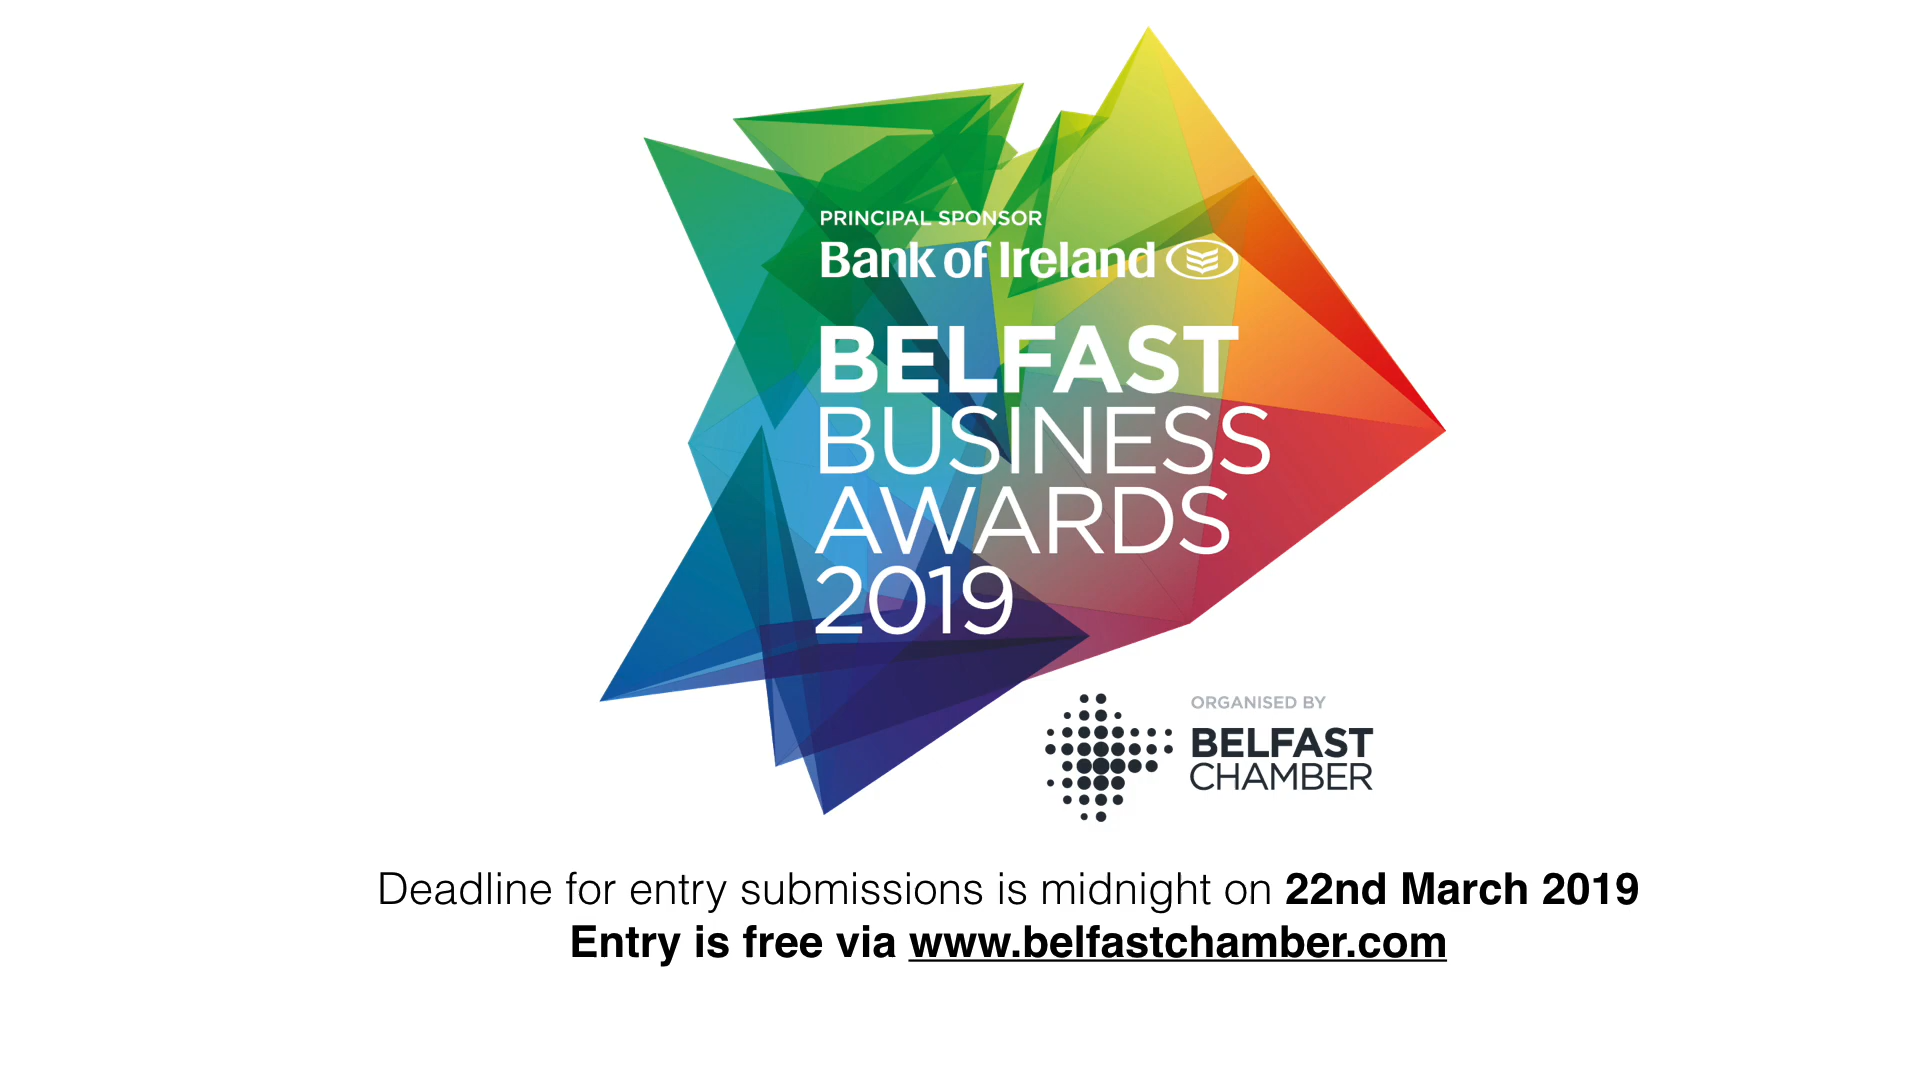 PRINCIPAL SPONSOR
Bank of Ireland
BELFAST
BUSINESS
AWARDS
2019
ORGANISED BY
BELFAST
CHAMBER
Deadline for entry submissions is midnight on 22nd March 2019
Entry is free via www.belfastchamber.com